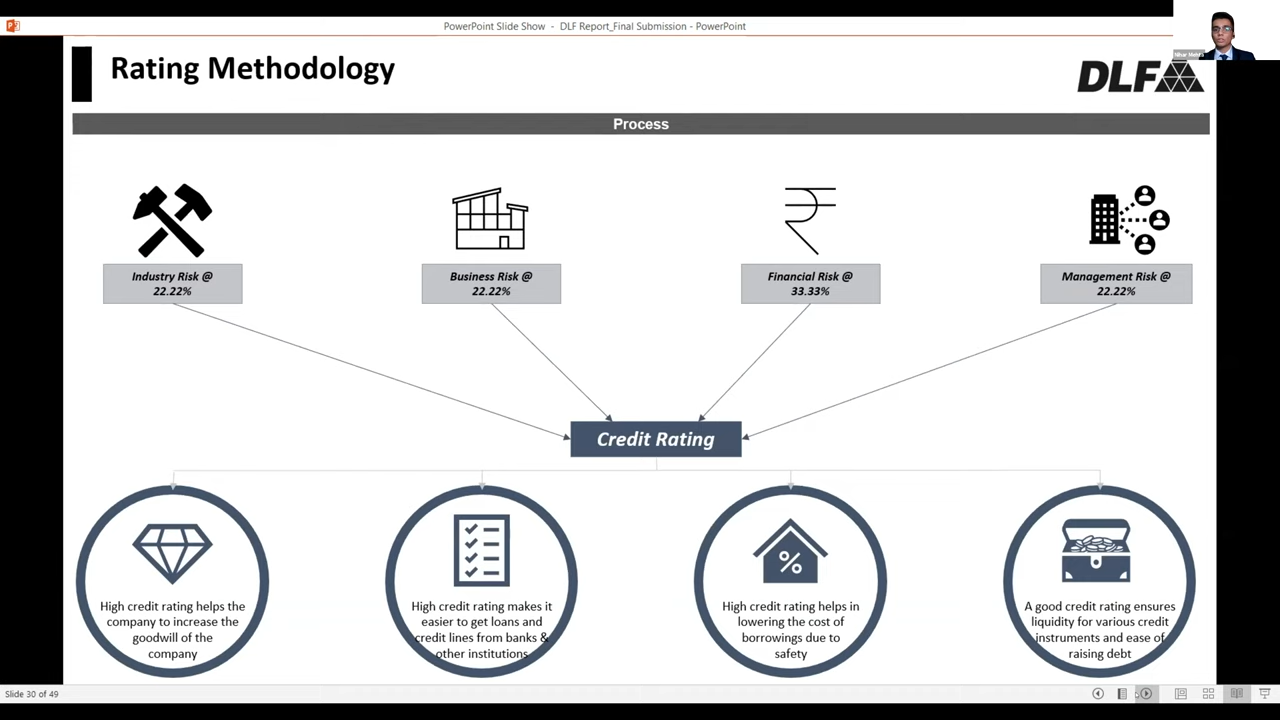 PowerPoint Slide Show - DLF Report_Final Submission - PowerPoint
Rating Methodology
DLF
Process
Industry Risk @
22.22%
Business Risk @
22.22%
Financial Risk @
33.33%
Management Risk @
22.22%
Credit Rating
%
High credit rating helps the
company to increase the
goodwill of the
company
High credit rating makes it
easier to get loans and
credit lines from banks &
other institutions
High credit rating helps in
lowering the cost of
borrowings due to
safety
A good credit rating ensures
liquidity for various credit
instruments and ease of
raising debt
Slide 30 of 49